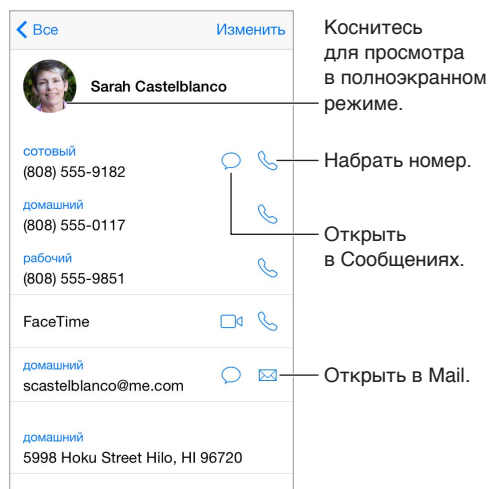 Все Изменить
Sarah Castelblanco
Коснитесь
для просмотра
в полноэкранном
режиме.
сотовый
(808) 555-9182
Набрать номер.
домашний
(808) 555-0117
Открыть
в Сообщениях.
рабочий
(808) 555-9851
FaceTime
домашний
scastelblanco@me.com
Открыть в Mail.
домашний
5998 Hoku Street Hilo, HI 96720